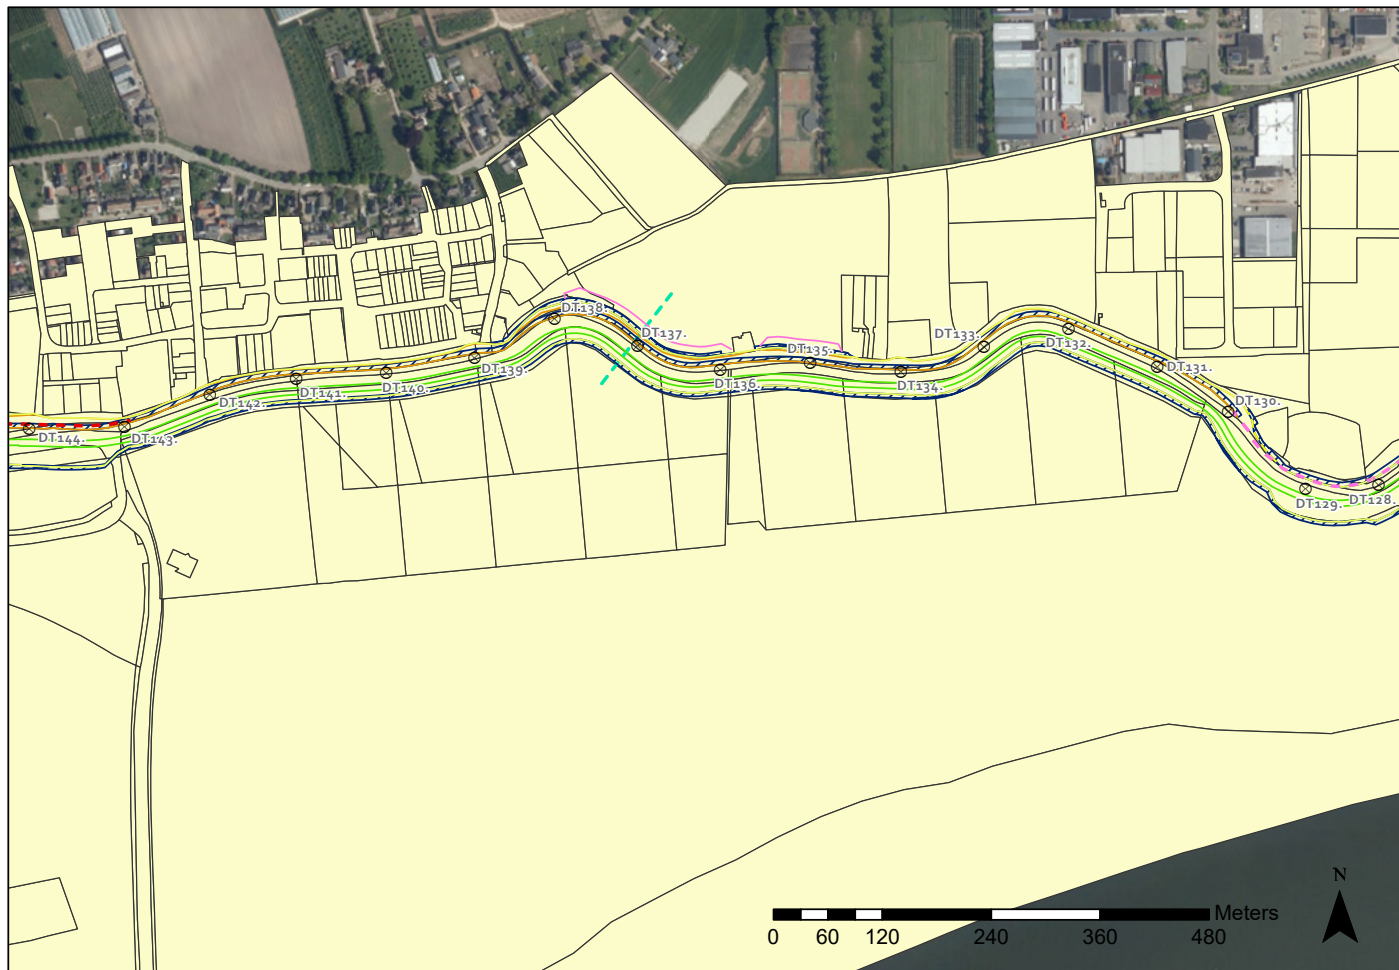 DT138.
DT137.
DT133.
DT132.
DT135.
DT136.
DT134.
DT131.
DT139.
DT140.
DT141.
DT142.
DT130.
DT144.
DT143.
DT129.
DT128.
N
Meters
0 60 120 240 360 480